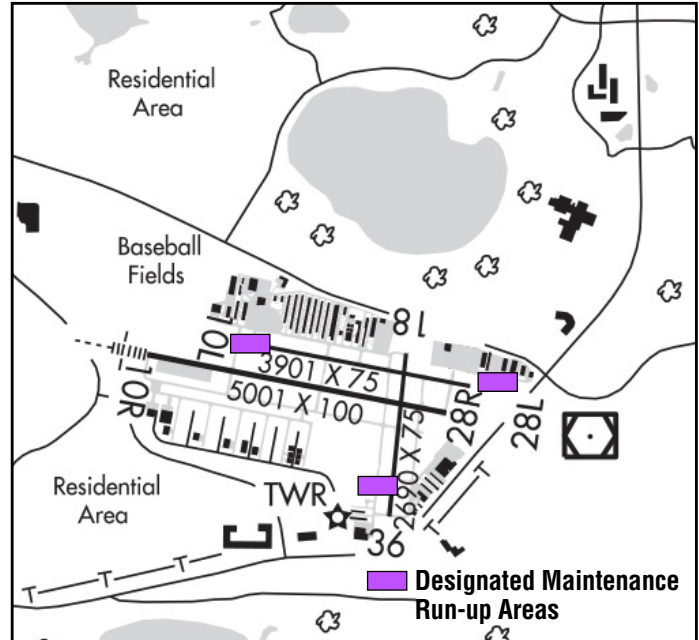 Residential
Area
Baseball
Fields
18
10L
3901 X 75
10R
5001 X 100
28R
28L
2690 X 75
Residential
Area
TWR
36
T
T
T
T
T
Designated Maintenance
Run-up Areas